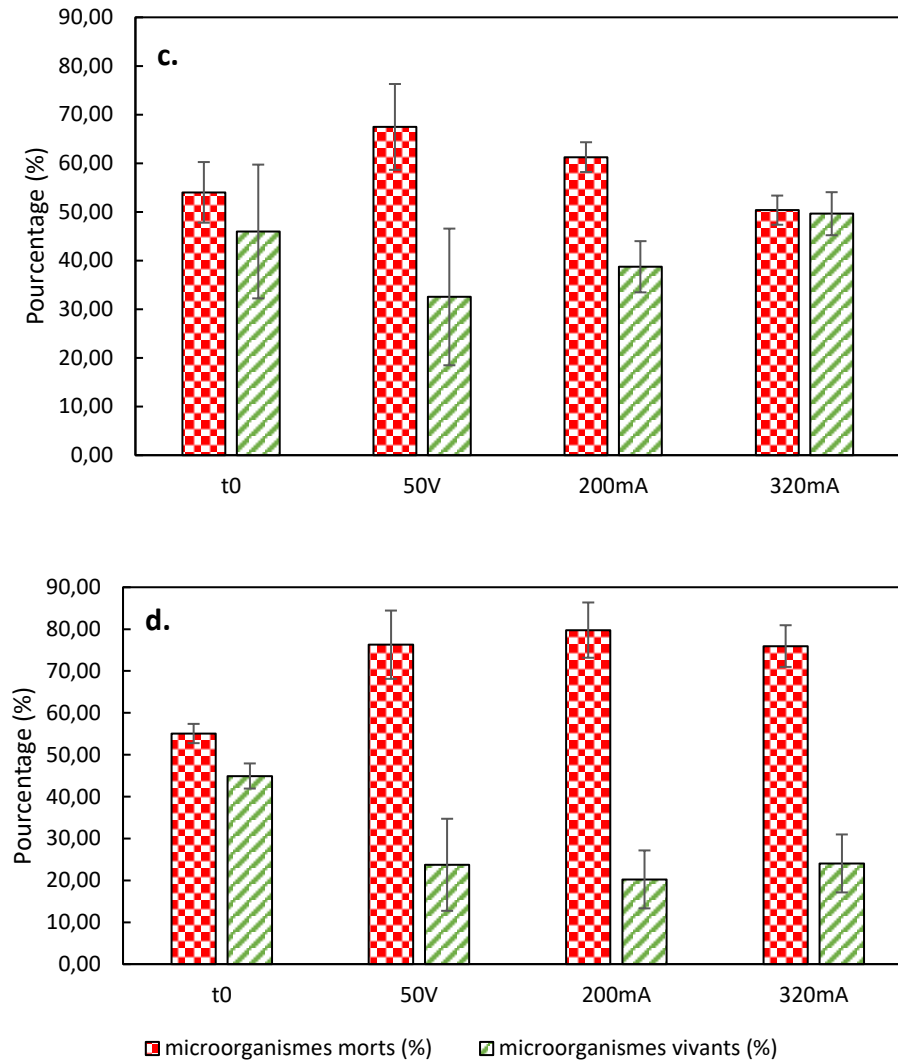 c.
Pourcentage (%)
90,00
80,00
70,00
60,00
50,00
40,00
30,00
20,00
10,00
0,00
t0 50V 200mA 320mA
d.
Pourcentage (%)
90,00
80,00
70,00
60,00
50,00
40,00
30,00
20,00
10,00
0,00
t0 50V 200mA 320mA
microorganismes morts (%) microorganismes vivants (%)